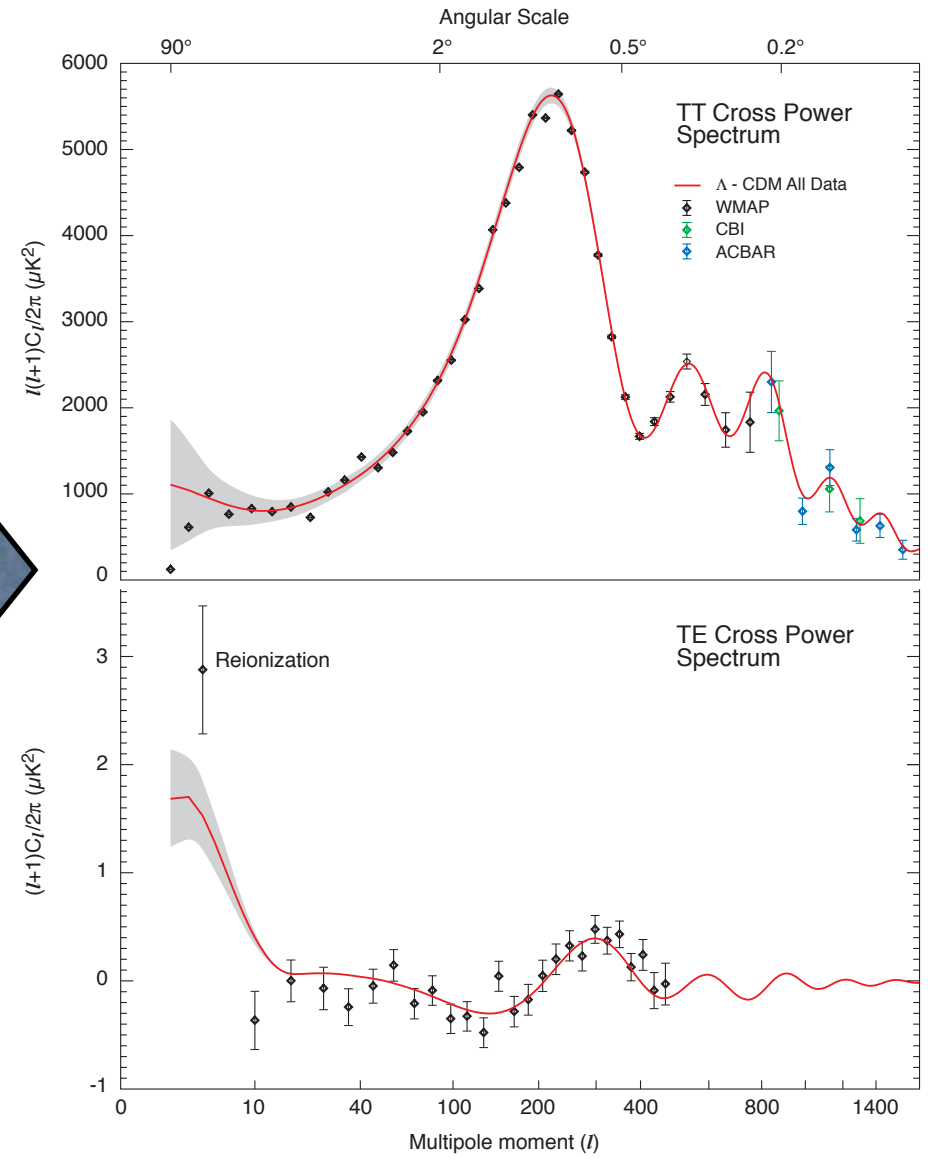 Angular Scale
90° 2° 0.5° 0.2°
6000
5000
4000
3000
2000
1000
0
l(l+1)Cl/2π (μK²)
TT Cross Power
Spectrum
Λ - CDM All Data
WMAP
CBI
ACBAR
3
2
1
0
-1
(l+1)Cl/2π (μK²)
Reionization
TE Cross Power
Spectrum
0 10 40 100 200 400 800 1400
Multipole moment (l)